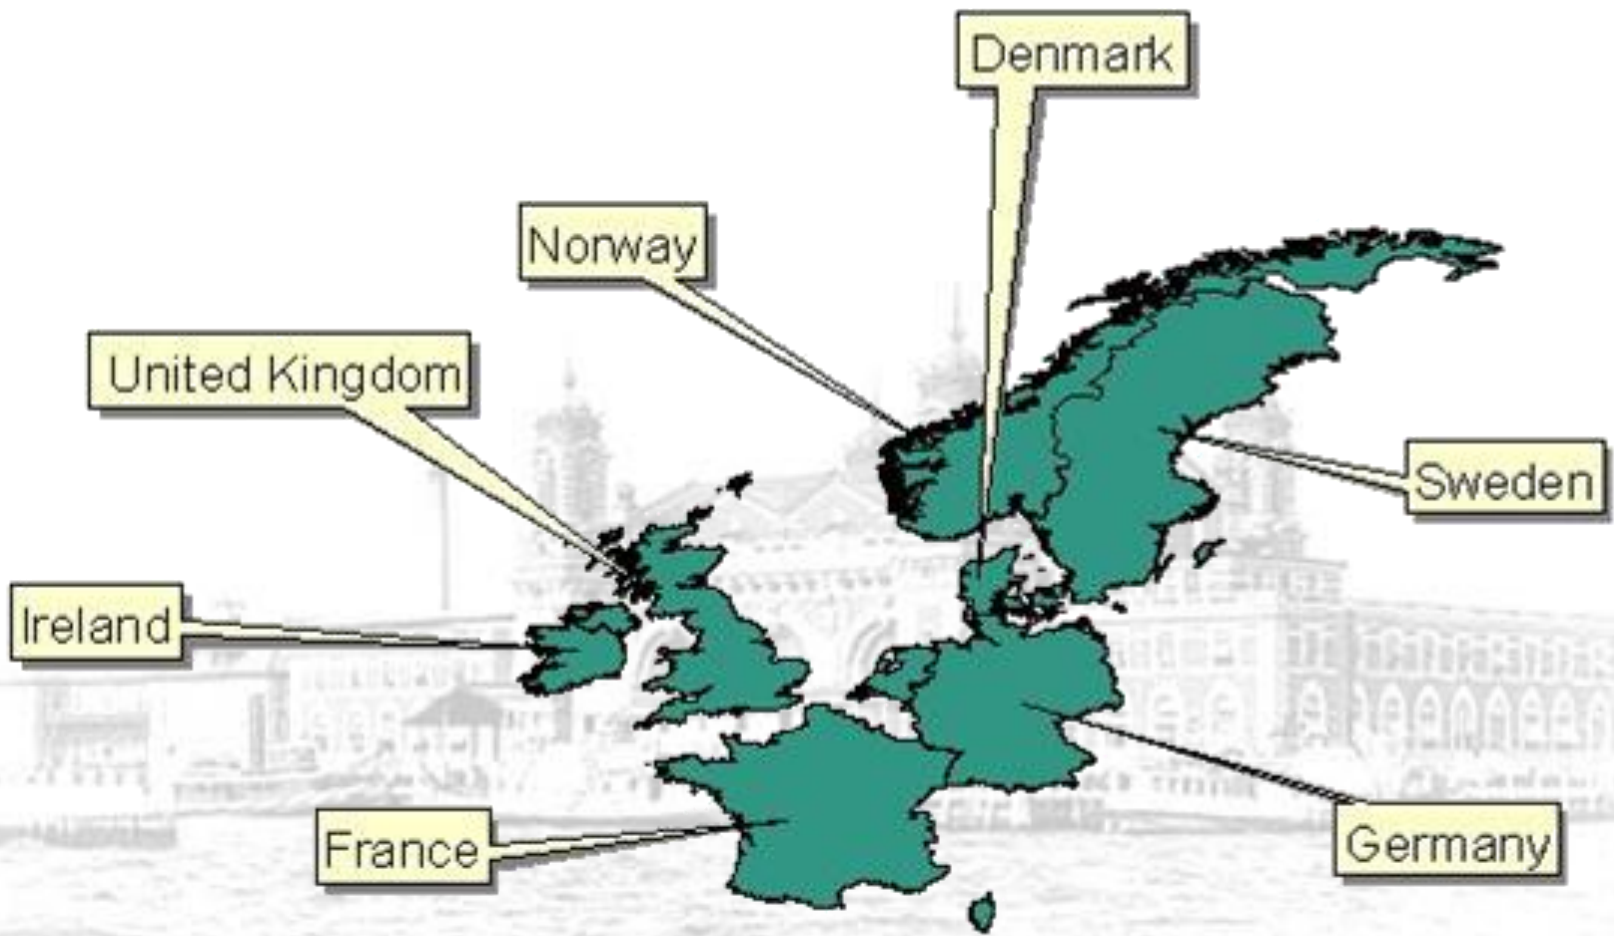 Denmark
Norway
United Kingdom
Sweden
Ireland
France
Germany